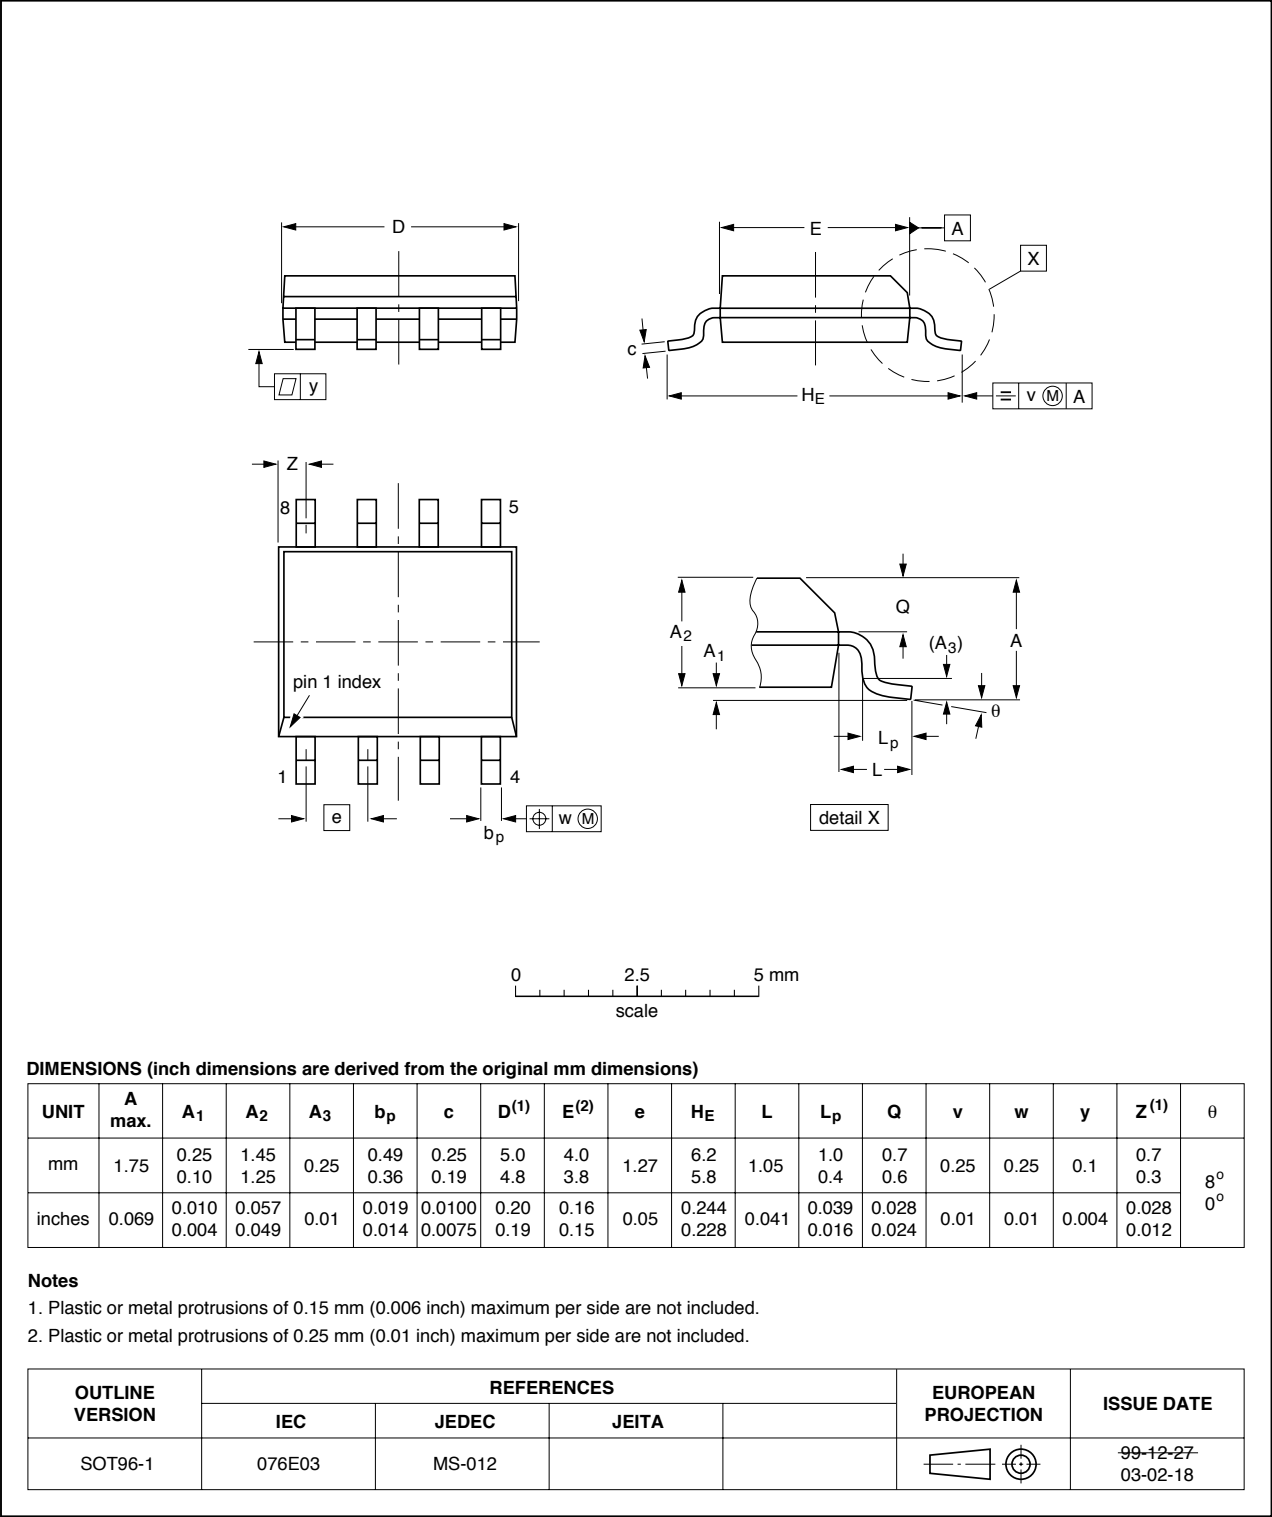 D
E
A
X
c
y
HE
v M A
Z
8
5
pin 1 index
1
4
e
w M
bp
Q
A2
A1
(A3)
A
θ
Lp
L
detail X
0 2.5 5 mm
scale
DIMENSIONS (inch dimensions are derived from the original mm dimensions)
UNIT A max. A1 A2 A3 bp c D(1) E(2) e HE L Lp Q v w y Z(1) θ
mm 1.75 0.25 0.10 1.45 1.25 0.25 0.49 0.36 0.25 0.19 5.0 4.8 4.0 3.8 1.27 6.2 5.8 1.05 1.0 0.4 0.7 0.6 0.25 0.25 0.1 0.7 0.3 8o 0o
inches 0.069 0.010 0.004 0.057 0.049 0.01 0.019 0.014 0.0100 0.0075 0.20 0.19 0.16 0.15 0.05 0.244 0.228 0.041 0.039 0.016 0.028 0.024 0.01 0.01 0.004 0.028 0.012
Notes
1. Plastic or metal protrusions of 0.15 mm (0.006 inch) maximum per side are not included.
2. Plastic or metal protrusions of 0.25 mm (0.01 inch) maximum per side are not included.
OUTLINE VERSION REFERENCES EUROPEAN PROJECTION ISSUE DATE
IEC JEDEC JEITA
SOT96-1 076E03 MS-012 99-12-27
03-02-18